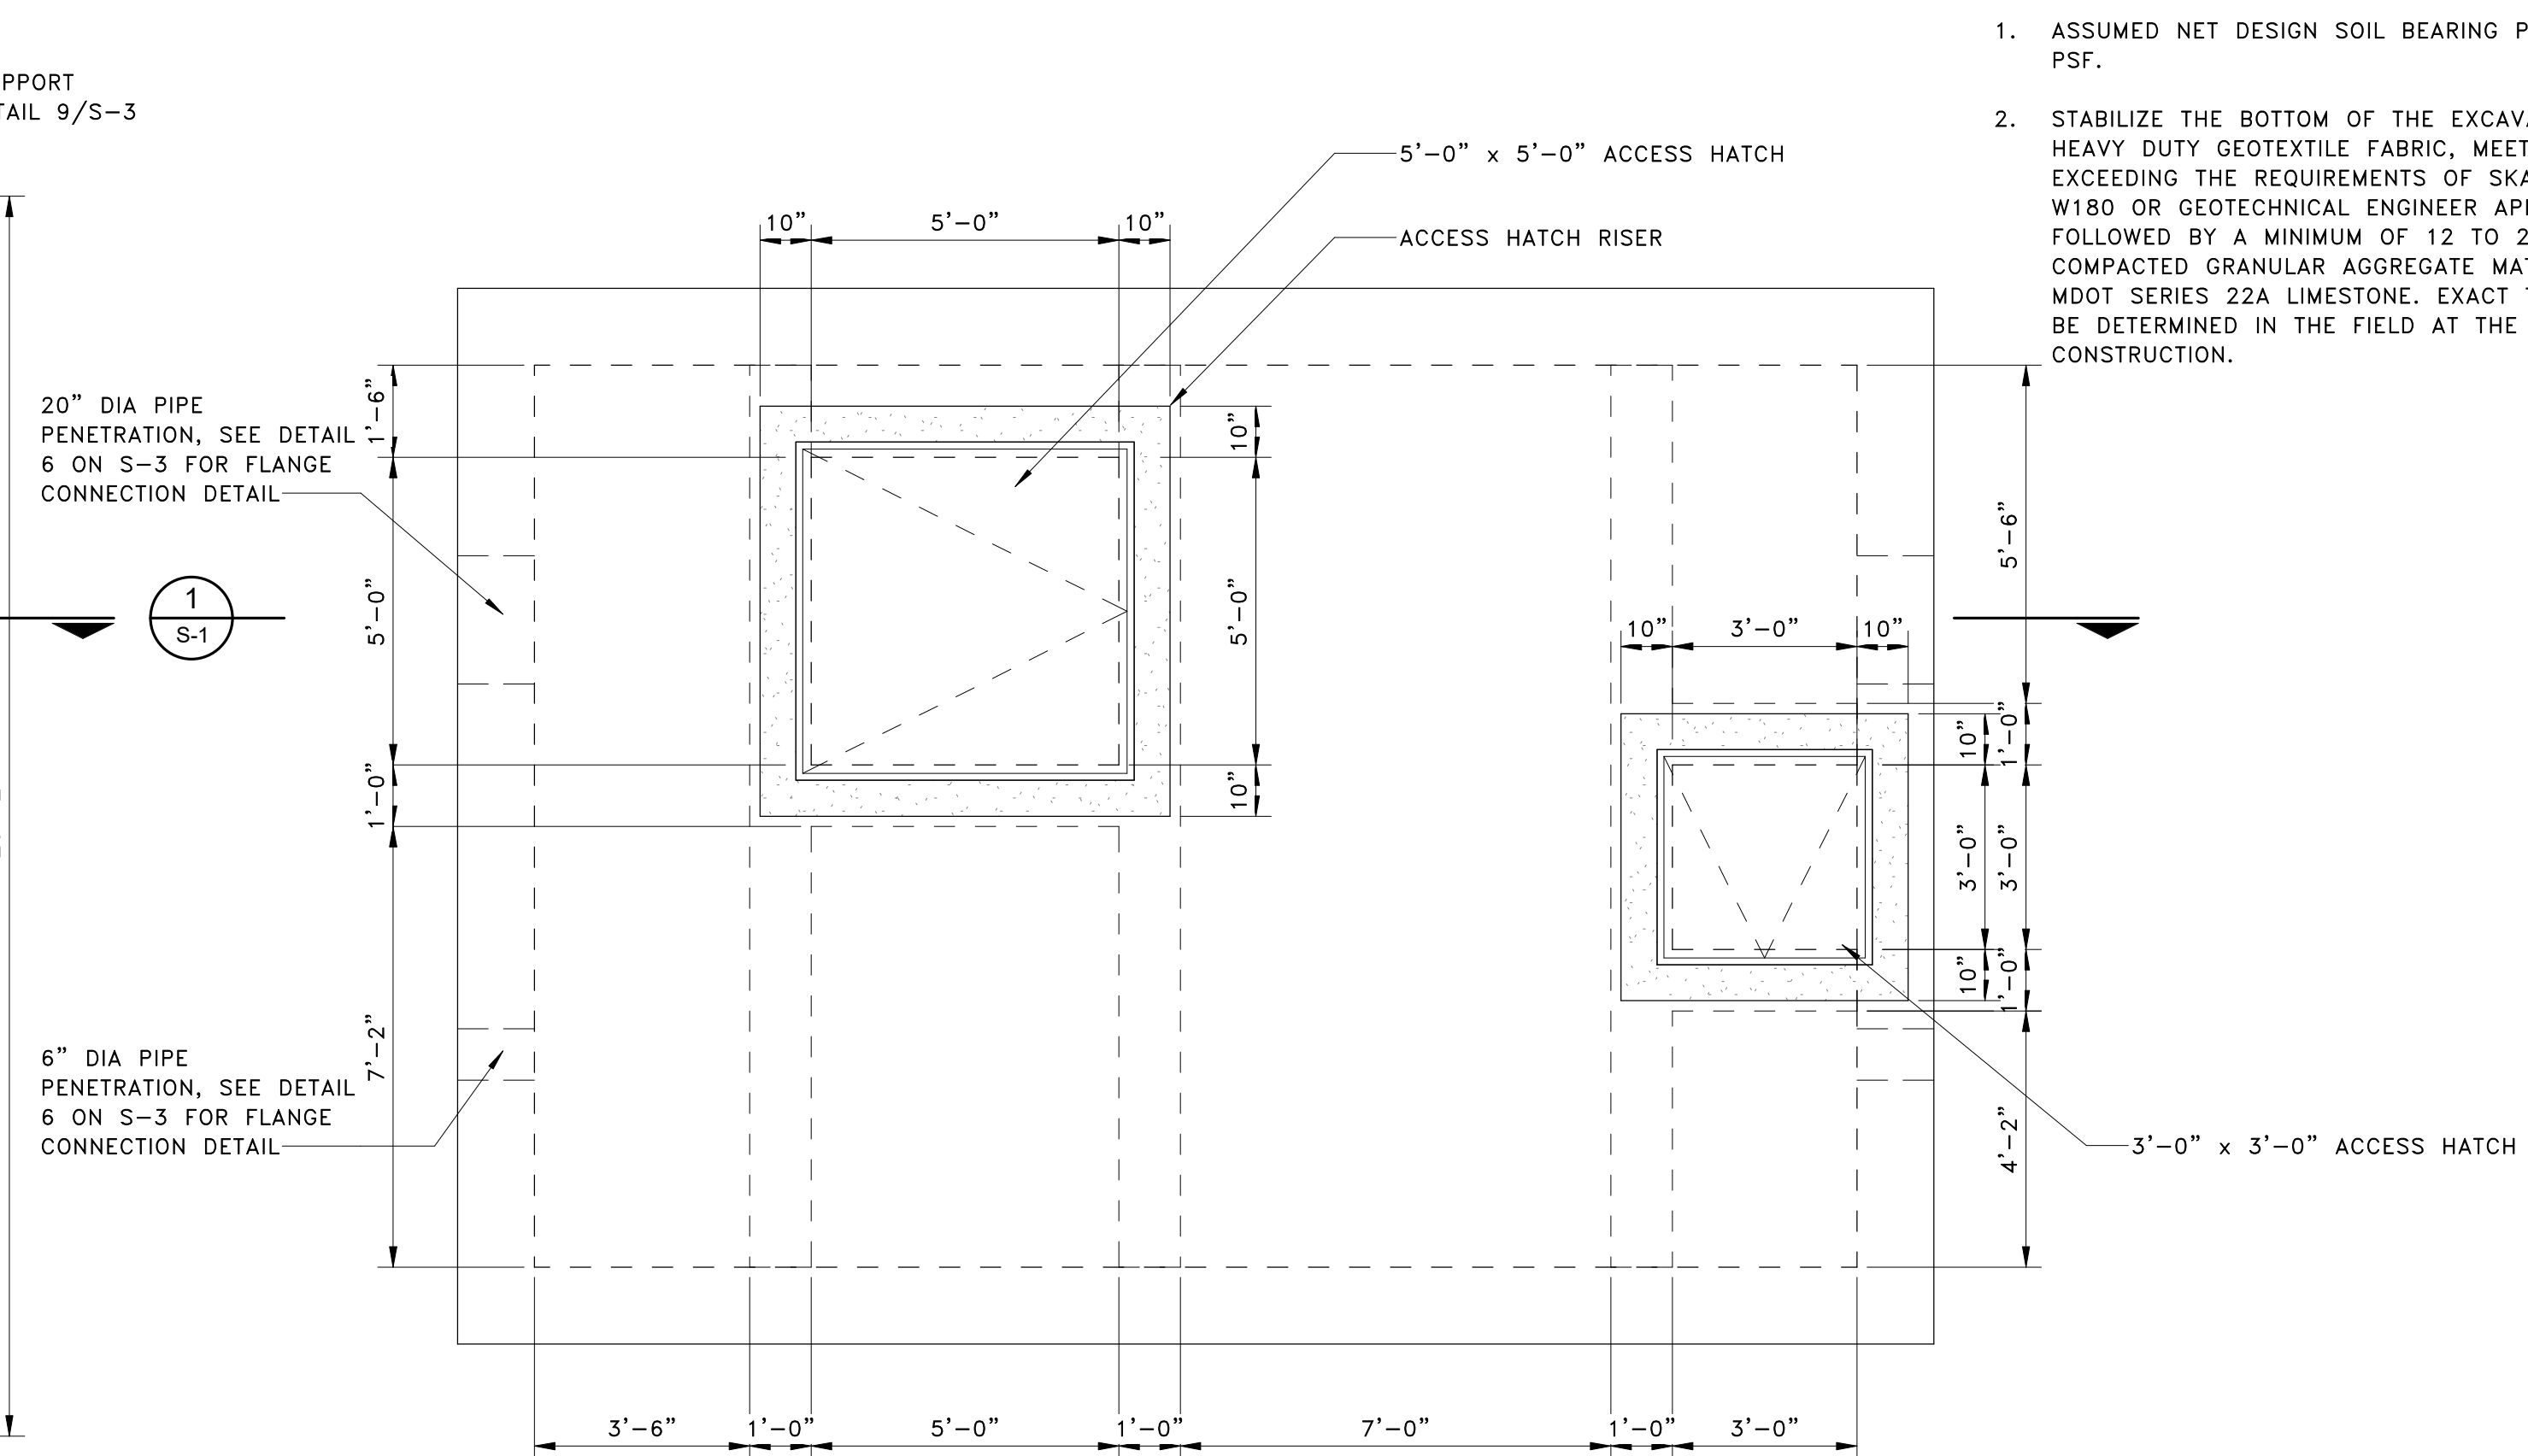 PPORT
TAIL 9/S-3
1. ASSUMED NET DESIGN SOIL BEARING P
PSF.
2. STABILIZE THE BOTTOM OF THE EXCAVA
HEAVY DUTY GEOTEXTILE FABRIC, MEET
EXCEEDING THE REQUIREMENTS OF SKA
W180 OR GEOTECHNICAL ENGINEER AP
FOLLOWED BY A MINIMUM OF 12 TO 2
COMPACTED GRANULAR AGGREGATE MAT
MDOT SERIES 22A LIMESTONE. EXACT
BE DETERMINED IN THE FIELD AT THE
CONSTRUCTION.
5'-0" x 5'-0" ACCESS HATCH
ACCESS HATCH RISER
10" 5'-0" 10"
20" DIA PIPE
PENETRATION, SEE DETAIL
6 ON S-3 FOR FLANGE
CONNECTION DETAIL
1'-6"
5'-0"
1'-0"
7'-2"
10"
5'-0"
10"
1
S-1
5'-6"
1'-0"
3'-0"
1'-0"
4'-2"
10" 3'-0" 10"
10"
3'-0"
10"
6" DIA PIPE
PENETRATION, SEE DETAIL
6 ON S-3 FOR FLANGE
CONNECTION DETAIL
3'-0" x 3'-0" ACCESS HATCH
3'-6" 1'-0" 5'-0" 1'-0" 7'-0" 1'-0" 3'-0"